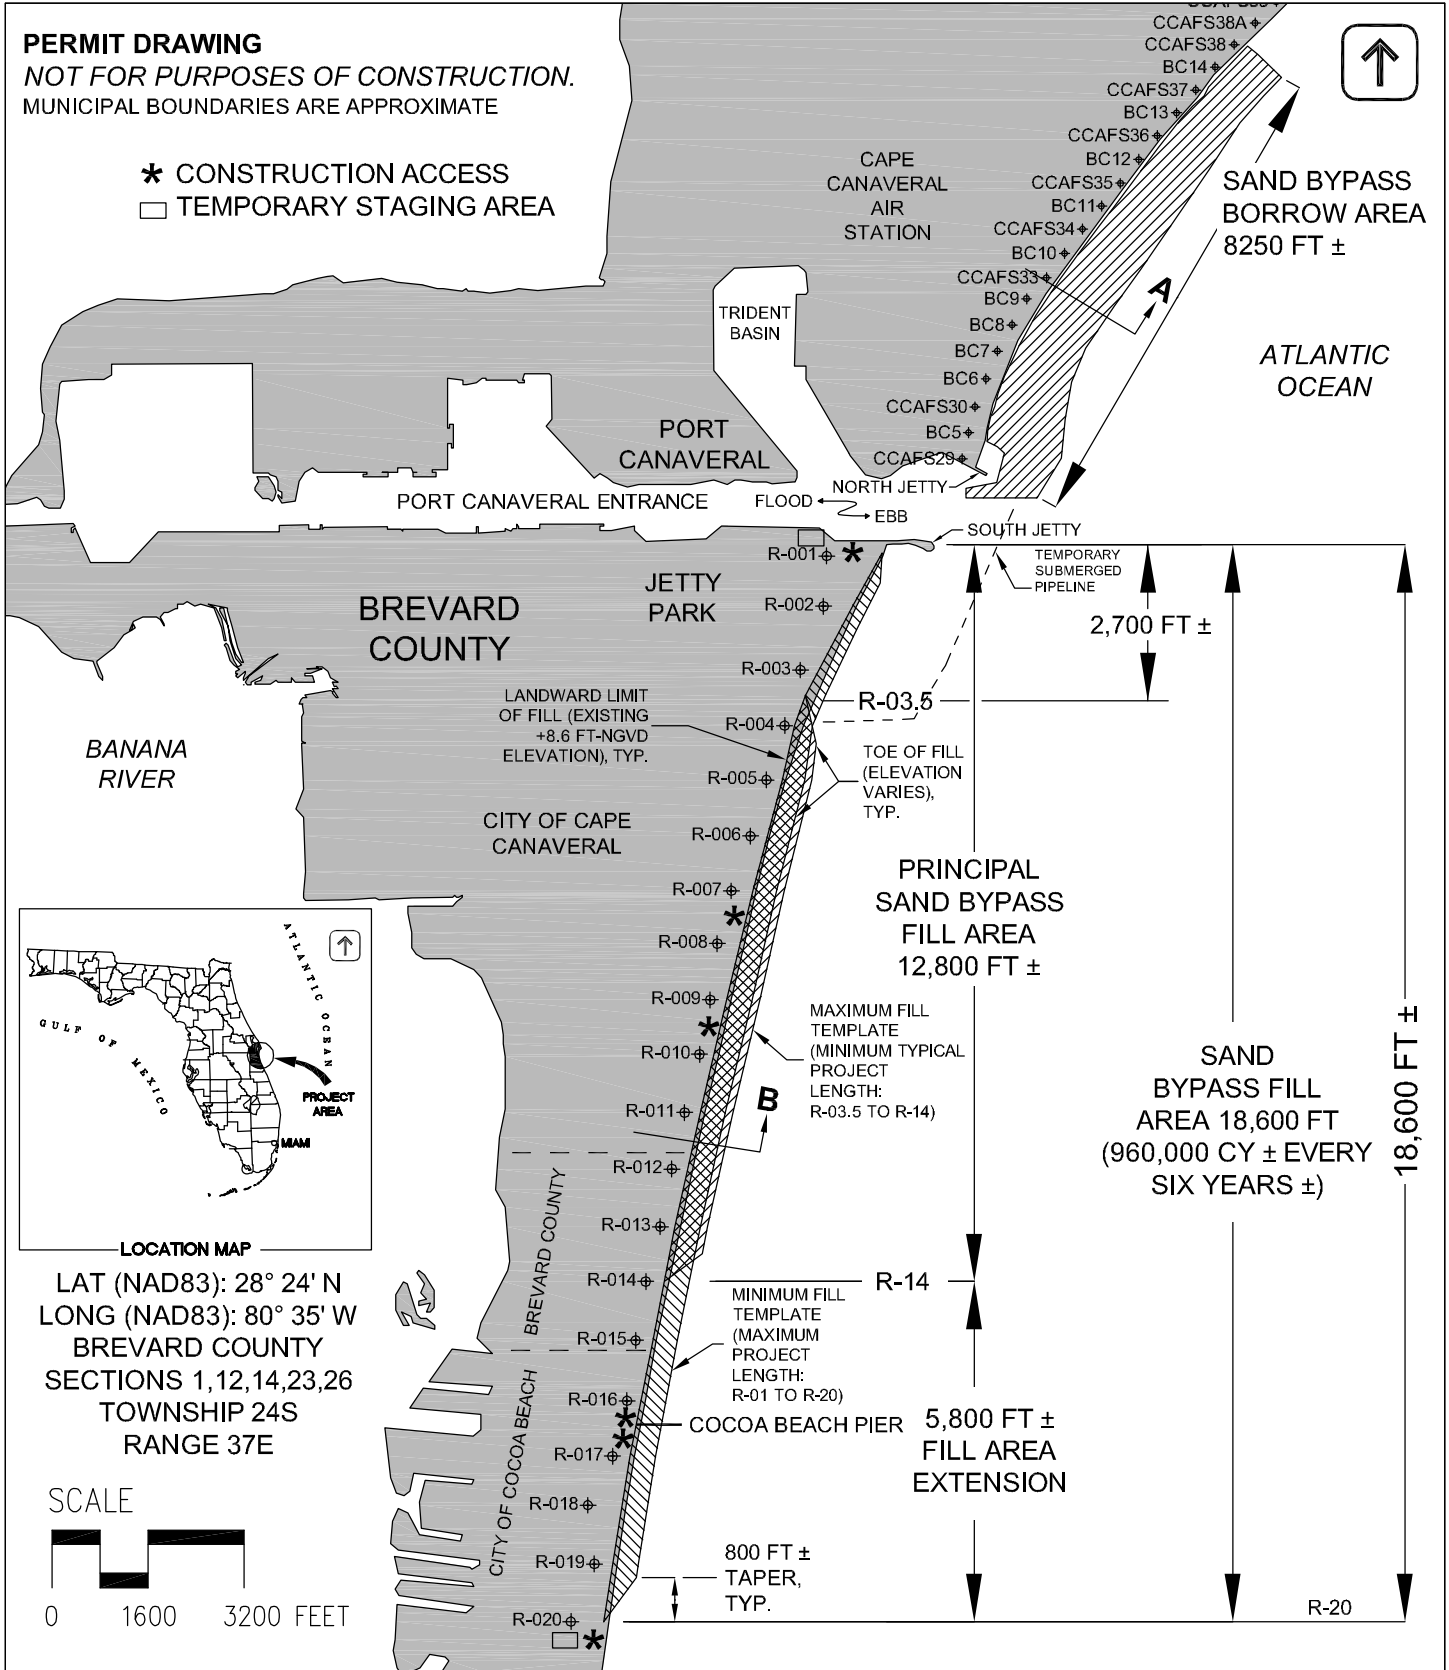 PERMIT DRAWING
NOT FOR PURPOSES OF CONSTRUCTION.
MUNICIPAL BOUNDARIES ARE APPROXIMATE
* CONSTRUCTION ACCESS
TEMPORARY STAGING AREA
CCAFS38A
CCAFS38
BC14
CCAFS37
BC13
CCAFS36
BC12
CCAFS35
BC11
CCAFS34
BC10
CCAFS33
BC9
BC8
BC7
BC6
CCAFS30
BC5
CCAFS29
CAPE
CANAVERAL
AIR
STATION
SAND BYPASS
BORROW AREA
8250 FT ±
A
ATLANTIC
OCEAN
TRIDENT
BASIN
PORT
CANAVERAL
NORTH JETTY
PORT CANAVERAL ENTRANCE
FLOOD
EBB
SOUTH JETTY
TEMPORARY
SUBMERGED
PIPELINE
R-001
*
JETTY
PARK
R-002
BREVARD
COUNTY
2,700 FT ±
R-003
LANDWARD LIMIT
OF FILL (EXISTING
+8.6 FT-NGVD
ELEVATION), TYP.
R-03.5
R-004
BANANA
RIVER
TOE OF FILL
(ELEVATION
VARIES),
TYP.
R-005
CITY OF CAPE
CANAVERAL
R-006
PRINCIPAL
SAND BYPASS
FILL AREA
12,800 FT ±
R-007
*
R-008
R-009
*
R-010
MAXIMUM FILL
TEMPLATE
(MINIMUM TYPICAL
PROJECT
LENGTH:
R-03.5 TO R-14)
R-011
B
SAND
BYPASS FILL
AREA 18,600 FT
(960,000 CY ± EVERY
SIX YEARS ±)
18,600 FT ±
ATLANTIC OCEAN
GULF OF MEXICO
PROJECT
AREA
MIAMI
LOCATION MAP
R-012
BREVARD COUNTY
R-013
R-014
R-14
R-015
LAT (NAD83): 28° 24' N
LONG (NAD83): 80° 35' W
BREVARD COUNTY
SECTIONS 1,12,14,23,26
TOWNSHIP 24S
RANGE 37E
MINIMUM FILL
TEMPLATE
(MAXIMUM
PROJECT
LENGTH:
R-01 TO R-20)
R-016
*
COCOA BEACH PIER
*
R-017
CITY OF COCOA BEACH
5,800 FT ±
FILL AREA
EXTENSION
R-018
R-019
800 FT ±
TAPER,
TYP.
R-020
*
R-20
SCALE
0 1600 3200 FEET